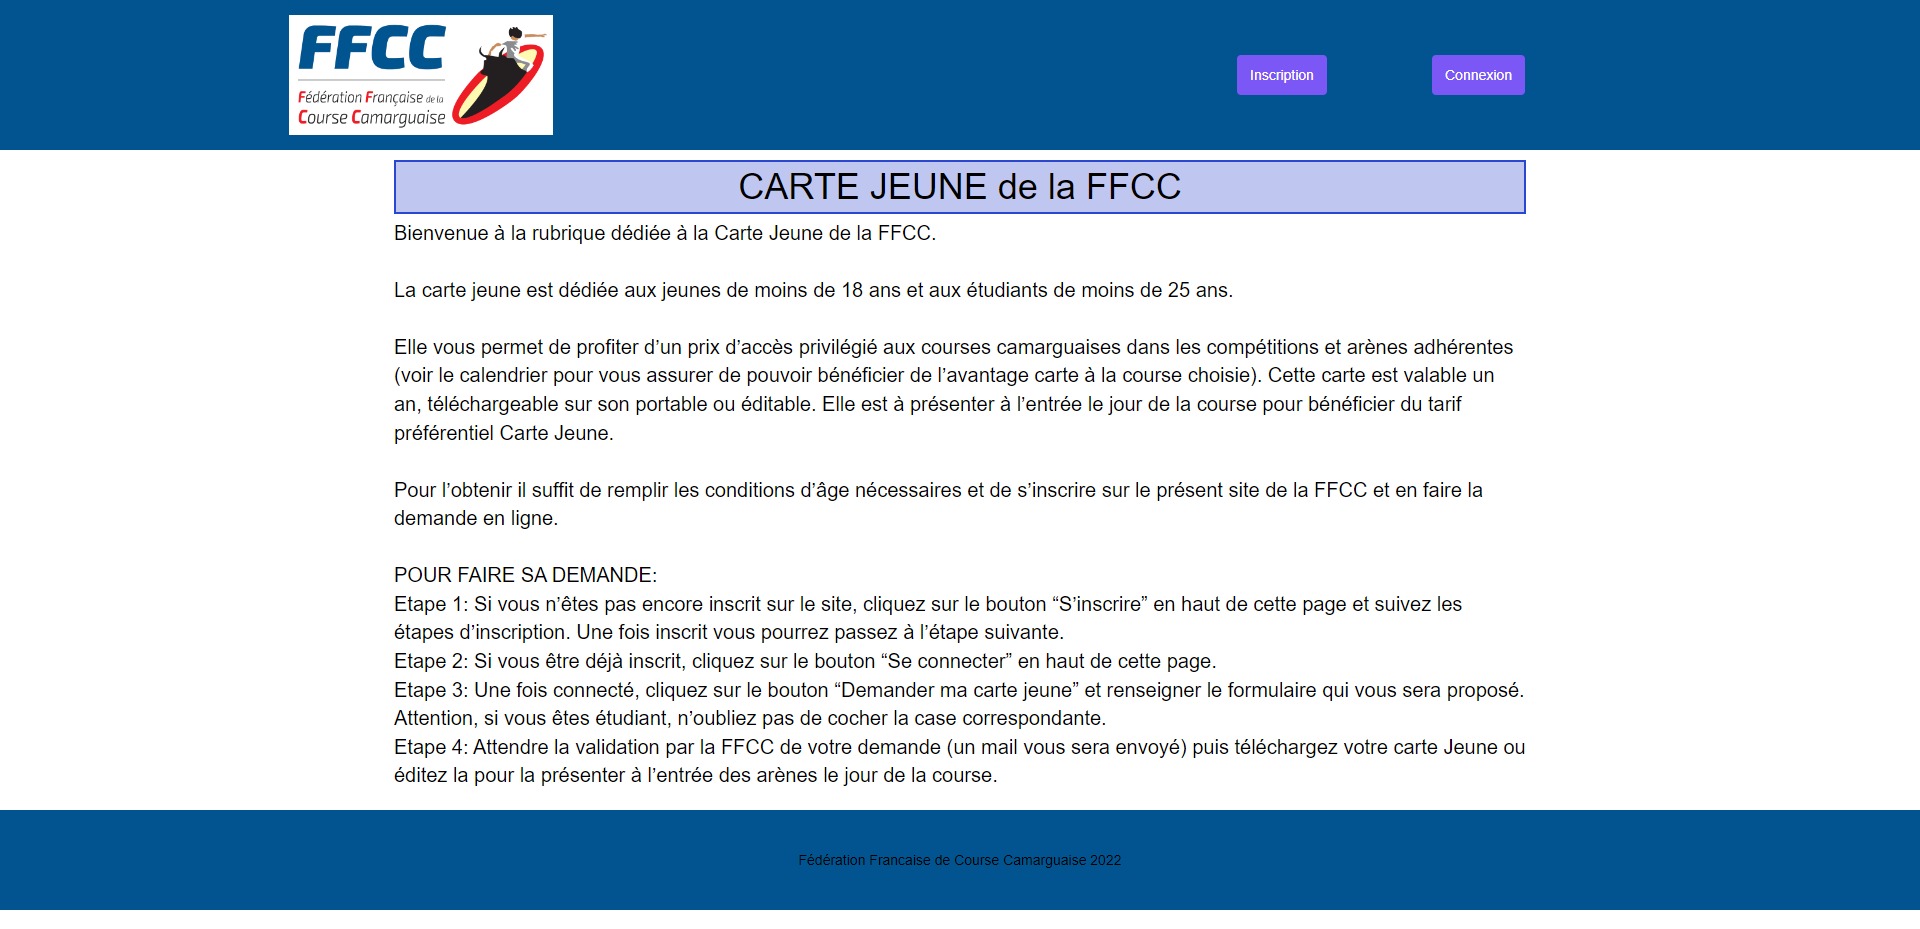 FFCC
Fédération Française de la
Course Camarguaise
Inscription
Connexion
CARTE JEUNE de la FFCC
Bienvenue à la rubrique dédiée à la Carte Jeune de la FFCC.
La carte jeune est dédiée aux jeunes de moins de 18 ans et aux étudiants de moins de 25 ans.
Elle vous permet de profiter d’un prix d’accès privilégié aux courses camarguaises dans les compétitions et arènes adhérentes
(voir le calendrier pour vous assurer de pouvoir bénéficier de l’avantage carte à la course choisie). Cette carte est valable un
an, téléchargeable sur son portable ou éditable. Elle est à présenter à l’entrée le jour de la course pour bénéficier du tarif
préférentiel Carte Jeune.
Pour l’obtenir il suffit de remplir les conditions d’âge nécessaires et de s’inscrire sur le présent site de la FFCC et en faire la
demande en ligne.
POUR FAIRE SA DEMANDE:
Etape 1: Si vous n’êtes pas encore inscrit sur le site, cliquez sur le bouton “S’inscrire” en haut de cette page et suivez les
étapes d’inscription. Une fois inscrit vous pourrez passez à l’étape suivante.
Etape 2: Si vous être déjà inscrit, cliquez sur le bouton “Se connecter” en haut de cette page.
Etape 3: Une fois connecté, cliquez sur le bouton “Demander ma carte jeune” et renseigner le formulaire qui vous sera proposé.
Attention, si vous êtes étudiant, n’oubliez pas de cocher la case correspondante.
Etape 4: Attendre la validation par la FFCC de votre demande (un mail vous sera envoyé) puis téléchargez votre carte Jeune ou
éditez la pour la présenter à l’entrée des arènes le jour de la course.
Fédération Francaise de Course Camarguaise 2022